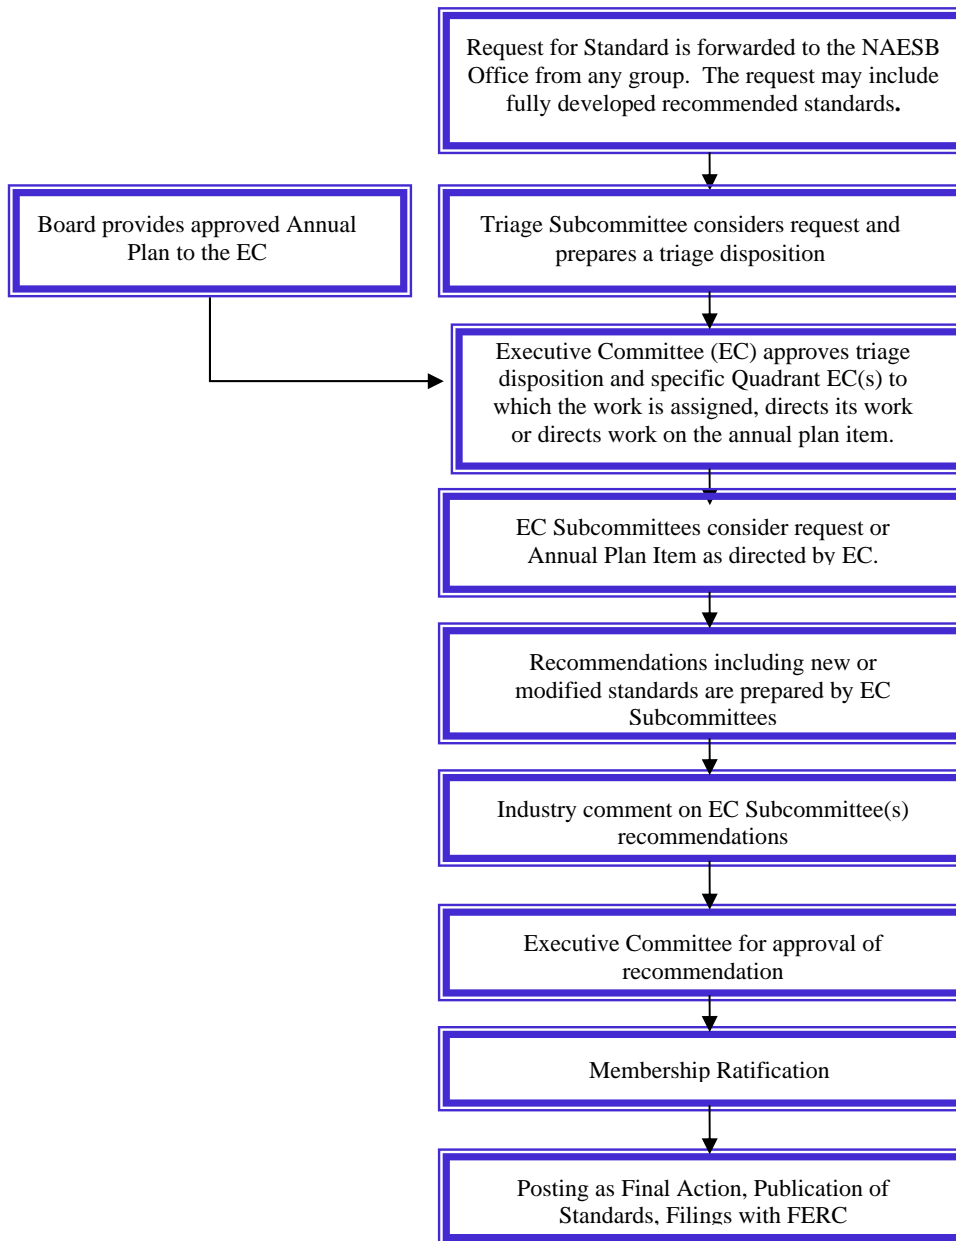 Request for Standard is forwarded to the NAESB
Office from any group.  The request may include
fully developed recommended standards.
Board provides approved Annual
Plan to the EC
Triage Subcommittee considers request and
prepares a triage disposition
Executive Committee (EC) approves triage
disposition and specific Quadrant EC(s) to
which the work is assigned, directs its work
or directs work on the annual plan item.
EC Subcommittees consider request or
Annual Plan Item as directed by EC.
Recommendations including new or
modified standards are prepared by EC
Subcommittees
Industry comment on EC Subcommittee(s)
recommendations
Executive Committee for approval of
recommendation
Membership Ratification
Posting as Final Action, Publication of
Standards, Filings with FERC